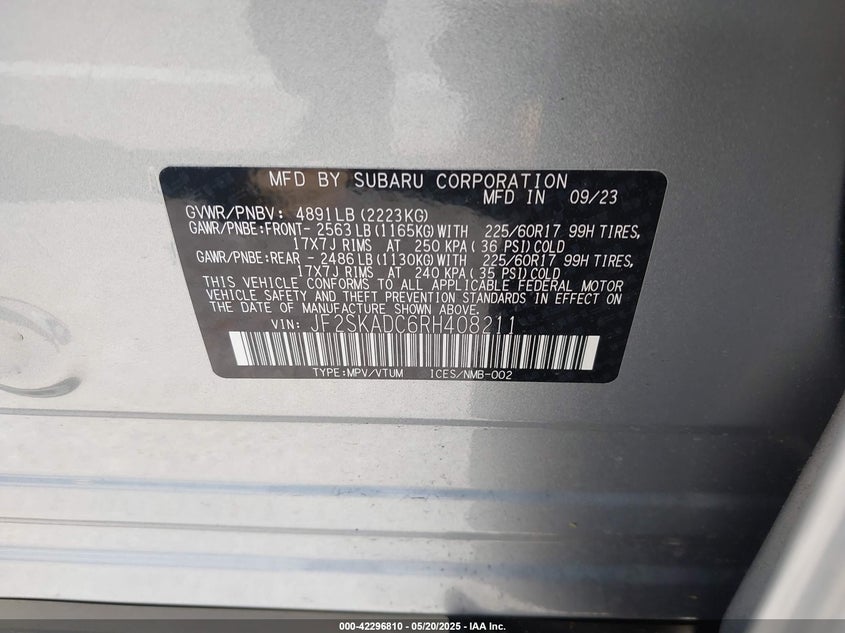 MFD BY SUBARU CORPORATION
MFD IN 09/23
GVWR/PNBV: 4891LB (2223KG)
GAWR/PNBE:FRONT- 2563LB (1165KG) WITH 225/60R17 99H TIRES,
17X7J RIMS AT 250 KPA (36 PSI) COLD
GAWR/PNBE:REAR - 2486LB (1130KG) WITH 225/60R17 99H TIRES,
17X7J RIMS AT 240 KPA (35 PSI) COLD
THIS VEHICLE CONFORMS TO ALL APPLICABLE FEDERAL MOTOR
VEHICLE SAFETY AND THEFT PREVENTION STANDARDS IN EFFECT ON
THE DATE OF MANUFACTURE SHOWN ABOVE.
VIN: JF2SKADC6RH408211
TYPE:MPV/VTUM ICES/NMB-002
000-42296810 - 05/20/2025 - IAA Inc.